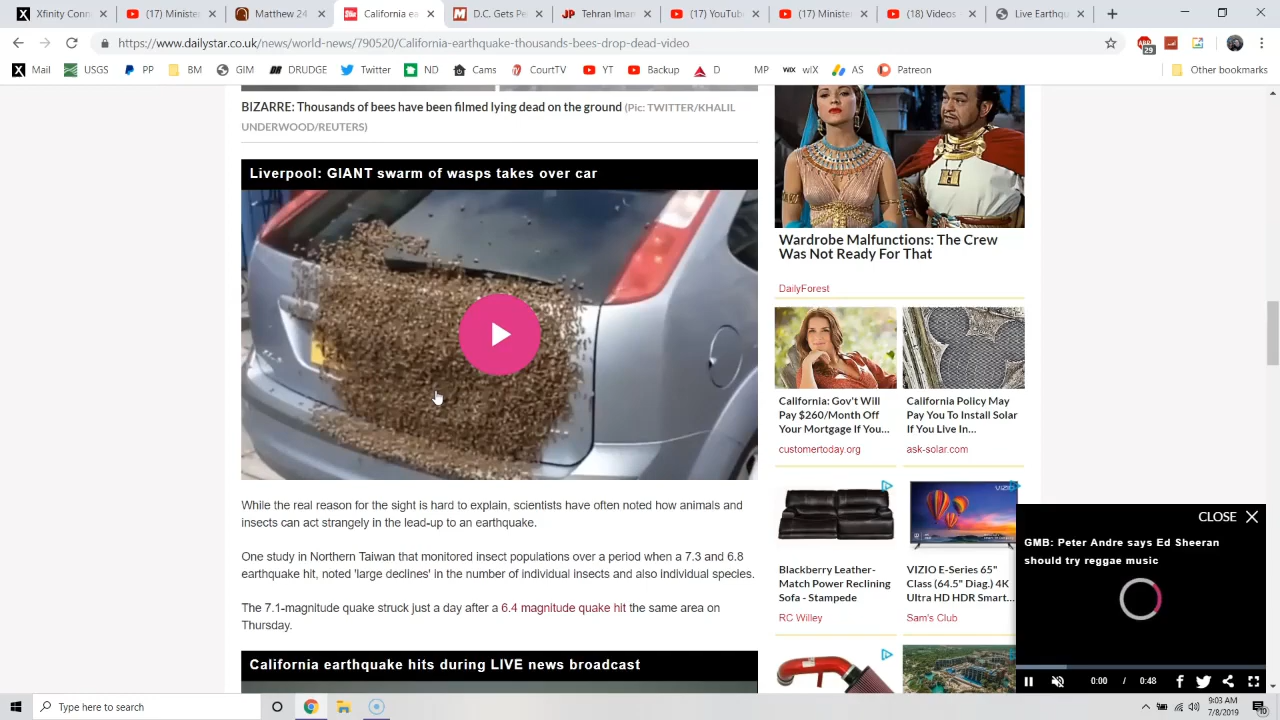 Xfinity Conn
(17) Minister
Matthew 24
California ea
D.C. Gets Pe
Tehran Imam
(17) YouTub
(17) Ministe
(18) Videos
Live Earthqu
https://www.dailystar.co.uk/news/world-news/790520/California-earthquake-thousands-bees-drop-dead-video
29
Mail
USGS
PP
BM
GIM
DRUDGE
Twitter
ND
Cams
CourtTV
YT
Backup
D
MP
WIX
wIX
AS
Patreon
Other bookmarks
BIZARRE: Thousands of bees have been filmed lying dead on the ground (Pic: TWITTER/KHALIL
UNDERWOOD/REUTERS)
Liverpool: GIANT swarm of wasps takes over car
While the real reason for the sight is hard to explain, scientists have often noted how animals and
insects can act strangely in the lead-up to an earthquake.
One study in Northern Taiwan that monitored insect populations over a period when a 7.3 and 6.8
earthquake hit, noted 'large declines' in the number of individual insects and also individual species.
The 7.1-magnitude quake struck just a day after a 6.4 magnitude quake hit the same area on
Thursday.
California earthquake hits during LIVE news broadcast
Wardrobe Malfunctions: The Crew
Was Not Ready For That
DailyForest
California: Gov't Will
Pay $260/Month Off
Your Mortgage If You...
customertoday.org
California Policy May
Pay You To Install Solar
If You Live In...
ask-solar.com
Blackberry Leather-
Match Power Reclining
Sofa - Stampede
RC Willey
VIZIO
VIZIO E-Series 65"
Class (64.5" Diag.) 4K
Ultra HD HDR Smart...
Sam's Club
CLOSE
GMB: Peter Andre says Ed Sheeran
should try reggae music
0:00 / 0:48
Type here to search
9:03 AM
7/8/2019